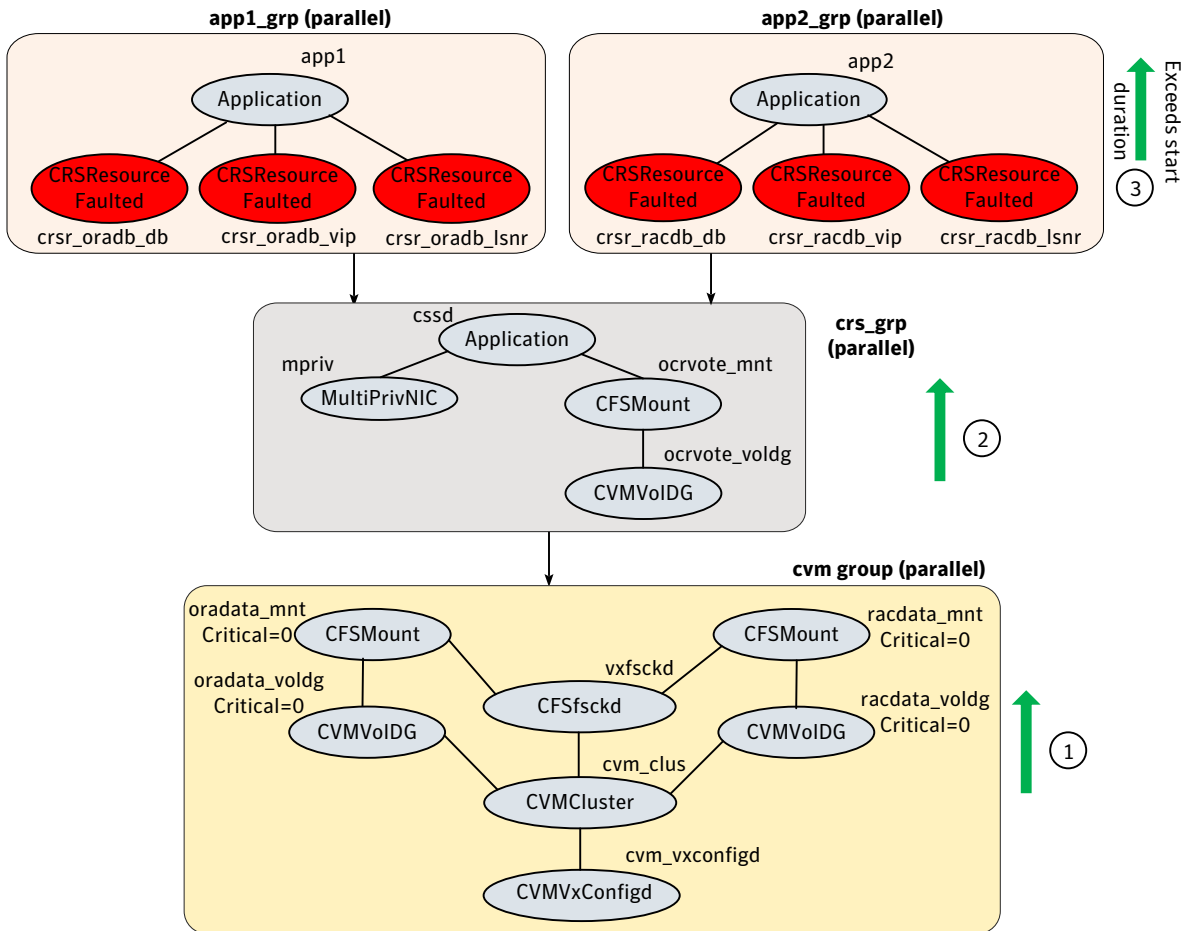 app1_grp (parallel)
app2_grp (parallel)
app1
Application
CRSResource
Faulted
CRSResource
Faulted
CRSResource
Faulted
crsr_oradb_db
crsr_oradb_vip
crsr_oradb_lsnr
app2
Application
CRSResource
Faulted
CRSResource
Faulted
CRSResource
Faulted
crsr_racdb_db
crsr_racdb_vip
crsr_racdb_lsnr
Exceeds start
duration
3
cssd
Application
mpriv
MultiPrivNIC
ocrvote_mnt
CFSMount
ocrvote_voldg
CVMVolDG
crs_grp
(parallel)
2
cvm group (parallel)
oradata_mnt
Critical=0
CFSMount
oradata_voldg
Critical=0
CVMVolDG
vxfsckd
CFSfsckd
CFSMount
racdata_mnt
Critical=0
racdata_voldg
Critical=0
CVMVolDG
cvm_clus
CVMCluster
cvm_vxconfigd
CVMVxConfigd
1